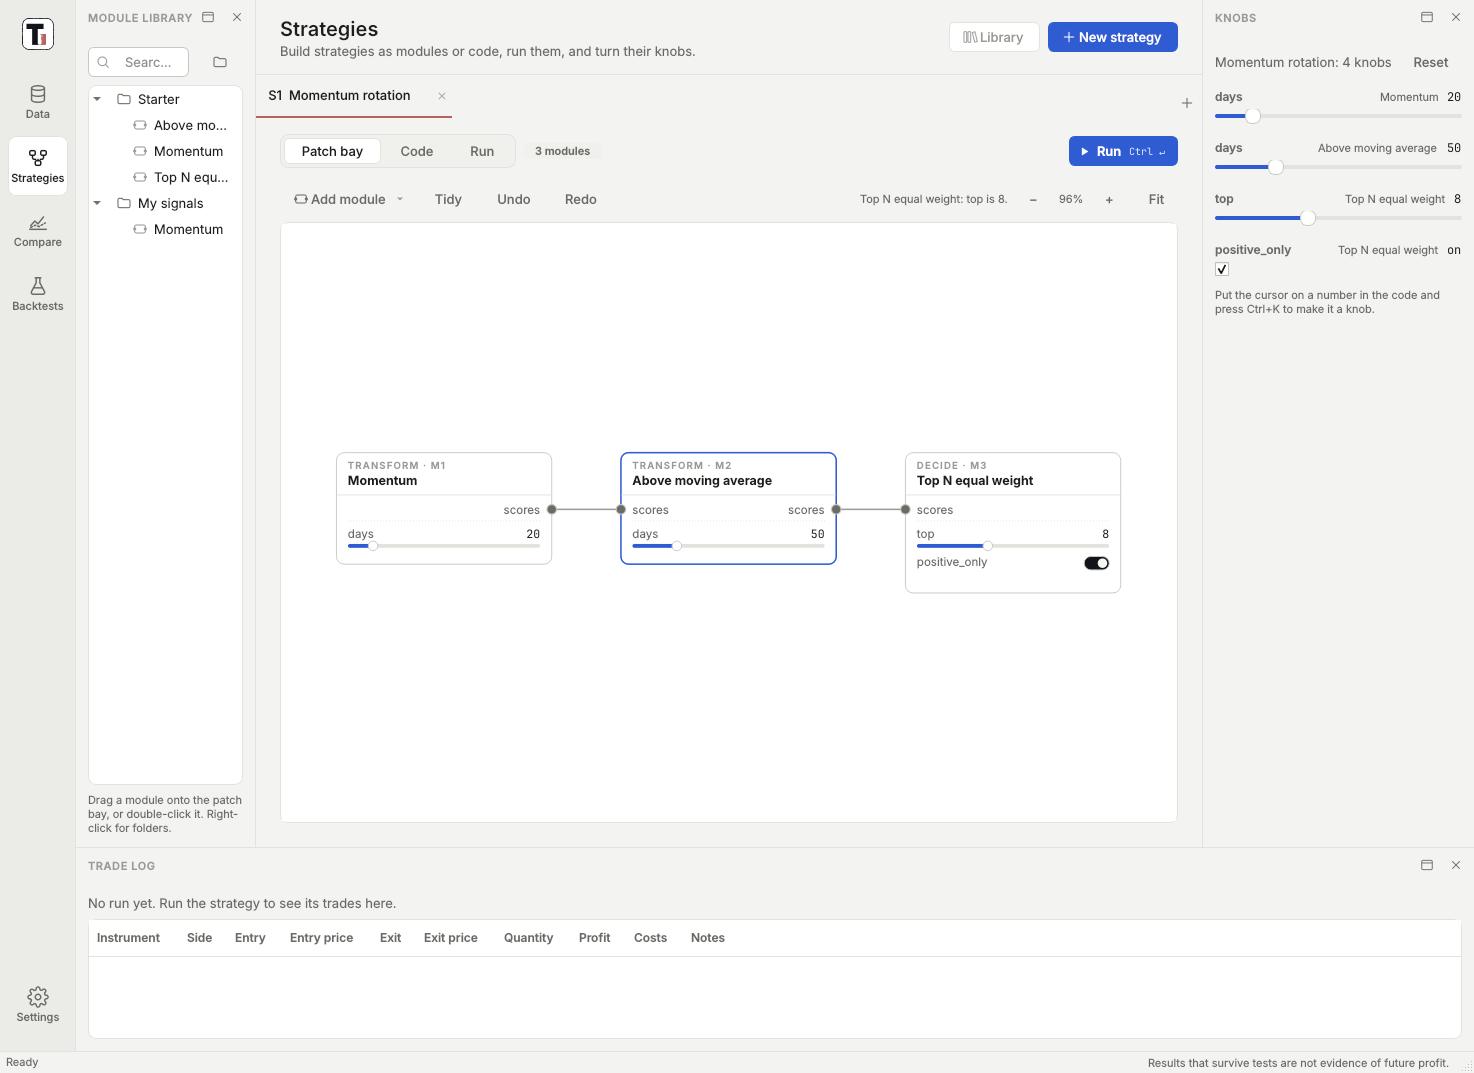 MODULE LIBRARY
T
Searc...
Data
Strategies
Compare
Backtests
Settings
Starter
Above mo...
Momentum
Top N equ...
My signals
Momentum
Drag a module onto the patch
bay, or double-click it. Right-
click for folders.
Strategies
Build strategies as modules or code, run them, and turn their knobs.
Library
+ New strategy
S1 Momentum rotation
Patch bay
Code
Run
3 modules
Run Ctrl ↵
Add module
Tidy
Undo
Redo
Top N equal weight: top is 8.
− 96% +
Fit
TRANSFORM · M1
Momentum
scores
days 20
TRANSFORM · M2
Above moving average
scores scores
days 50
DECIDE · M3
Top N equal weight
scores
top 8
positive_only
KNOBS
Momentum rotation: 4 knobs
Reset
days Momentum 20
days Above moving average 50
top Top N equal weight 8
positive_only Top N equal weight on
Put the cursor on a number in the code and
press Ctrl+K to make it a knob.
TRADE LOG
No run yet. Run the strategy to see its trades here.
Instrument Side Entry Entry price Exit Exit price Quantity Profit Costs Notes
Ready
Results that survive tests are not evidence of future profit.